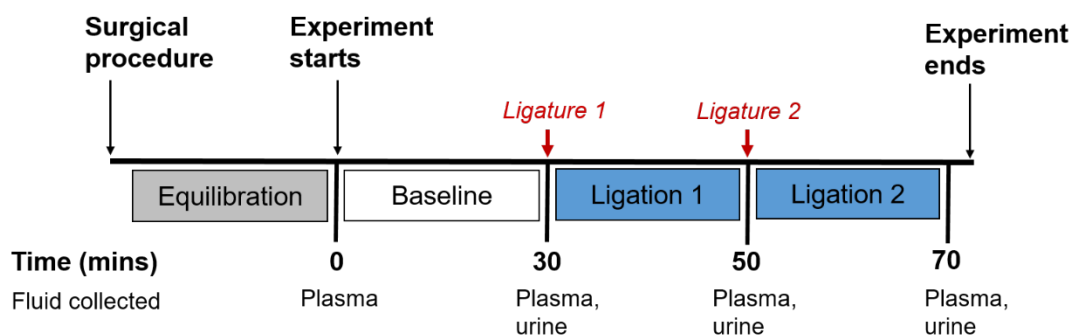 Surgical
procedure
Experiment
starts
Experiment
ends
Ligature 1
Ligature 2
Equilibration
Baseline
Ligation 1
Ligation 2
Time (mins)
0
30
50
70
Fluid collected
Plasma
Plasma,
urine
Plasma,
urine
Plasma,
urine